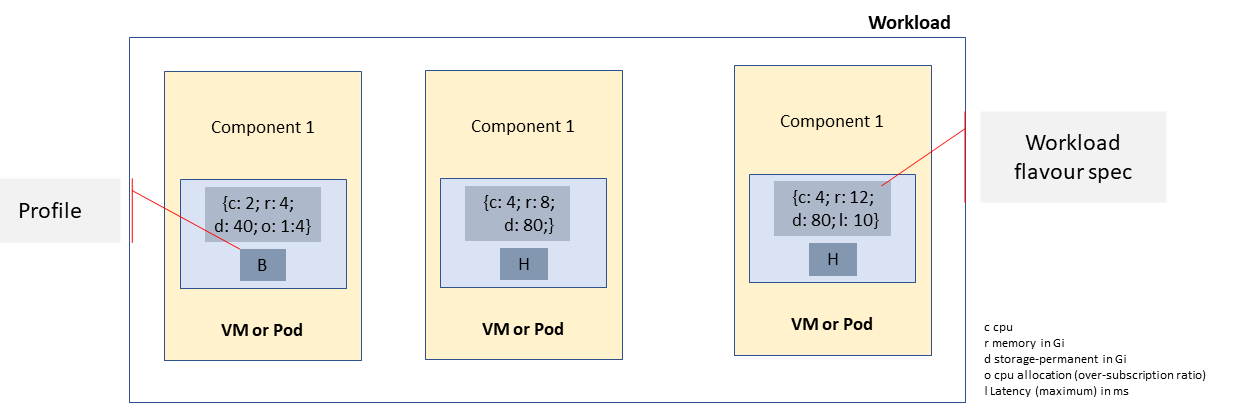 Workload
Component 1
Component 1
Component 1
Profile
{c: 2; r: 4;
d: 40; o: 1:4}
B
{c: 4; r: 8;
d: 80;}
H
{c: 4; r: 12;
d: 80; l: 10}
H
Workload
flavour spec
VM or Pod
VM or Pod
VM or Pod
c cpu
r memory in Gi
d storage-permanent in Gi
o cpu allocation (over-subscription ratio)
l Latency (maximum) in ms